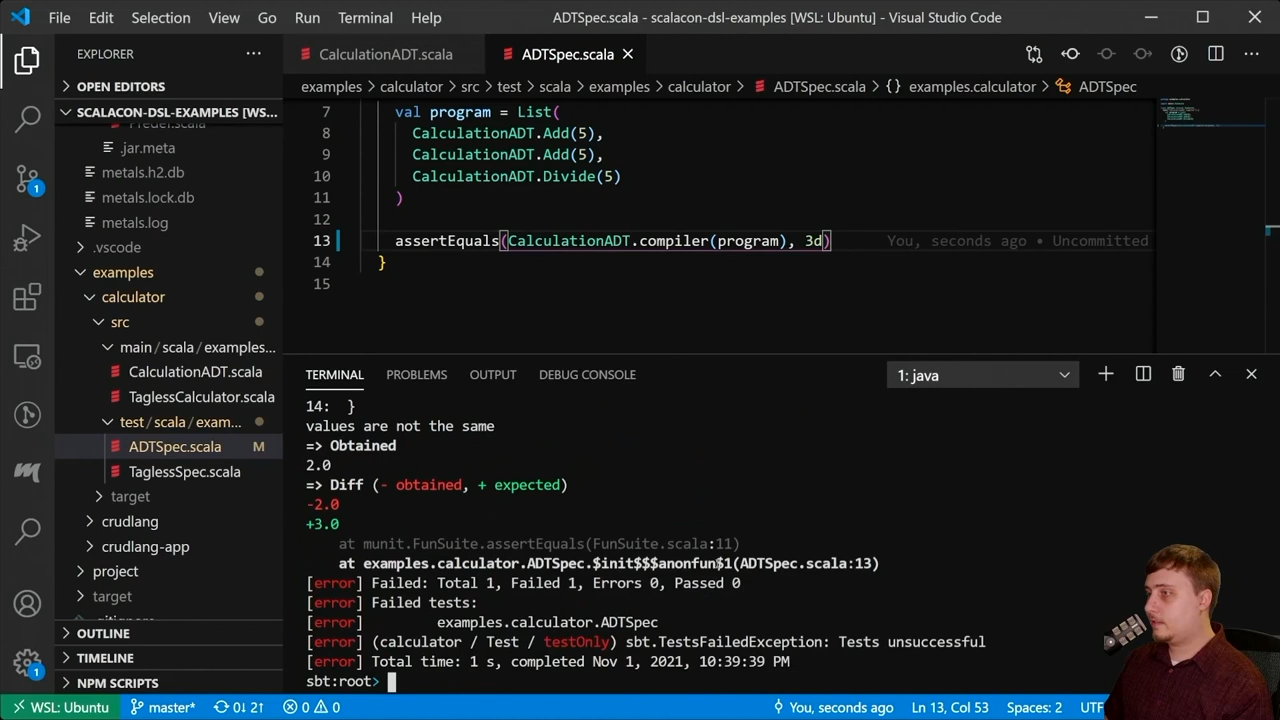 File Edit Selection View Go Run Terminal Help ADTSpec.scala - scalacon-dsl-examples [WSL: Ubuntu] - Visual Studio Code
EXPLORER
OPEN EDITORS
SCALACON-DSL-EXAMPLES [WS...
.jar.meta
metals.h2.db
metals.lock.db
metals.log
.vscode
examples
calculator
src
main/scala/examples...
CalculationADT.scala
TaglessCalculator.scala
test/scala/exam...
ADTSpec.scala M
TaglessSpec.scala
target
crudlang
crudlang-app
project
target
.gitignore
OUTLINE
TIMELINE
NPM SCRIPTS
CalculationADT.scala ADTSpec.scala
examples > calculator > src > test > scala > examples > calculator > ADTSpec.scala > {} examples.calculator > ADTSpec
7 val program = List(
8 CalculationADT.Add(5),
9 CalculationADT.Add(5),
10 CalculationADT.Divide(5)
11 )
12
13 assertEquals(CalculationADT.compiler(program), 3d) You, seconds ago • Uncommitted
14 }
15
TERMINAL PROBLEMS OUTPUT DEBUG CONSOLE 1: java
14: }
values are not the same
=> Obtained
2.0
=> Diff (- obtained, + expected)
-2.0
+3.0
at munit.FunSuite.assertEquals(FunSuite.scala:11)
at examples.calculator.ADTSpec.$init$$$anonfun$1(ADTSpec.scala:13)
[error] Failed: Total 1, Failed 1, Errors 0, Passed 0
[error] Failed tests:
[error] examples.calculator.ADTSpec
[error] (calculator / Test / testOnly) sbt.TestsFailedException: Tests unsuccessful
[error] Total time: 1 s, completed Nov 1, 2021, 10:39:39 PM
sbt:root>
1
1
WSL: Ubuntu master* 0↓ 2↑ 0 0 You, seconds ago Ln 13, Col 53 Spaces: 2 UTF